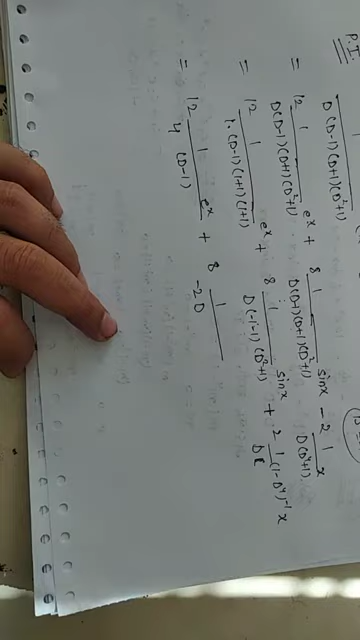 P.I.
1
D(D-1)(D+1)(D²+1)
= 12 1/D(D-1)(D+1)(D²+1) eˣ + 8 1/D(D-1)(D+1)(D²+1) sinx - 2 1/D(D⁴+1) x
= 12 1/1·(D-1)(1+1)(1+1) eˣ + 8 1/D(-1-1)(D²+1) sinx + 2 1/D (1-D⁴)⁻¹ x
= 12/4 1/(D-1) eˣ + 8 1/-2D